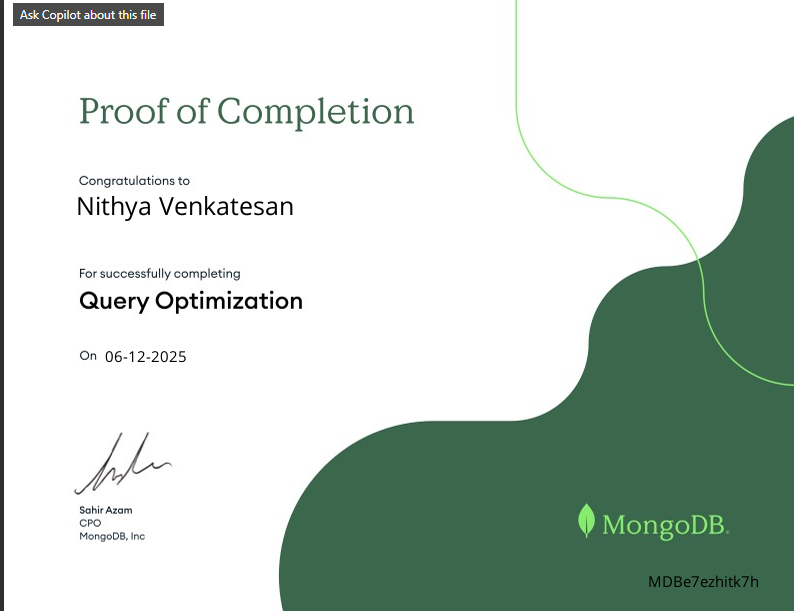 Ask Copilot about this file
Proof of Completion
Congratulations to
Nithya Venkatesan
For successfully completing
Query Optimization
On 06-12-2025
Sahir Azam
CPO
MongoDB, Inc
MongoDB.
MDBe7ezhitk7h